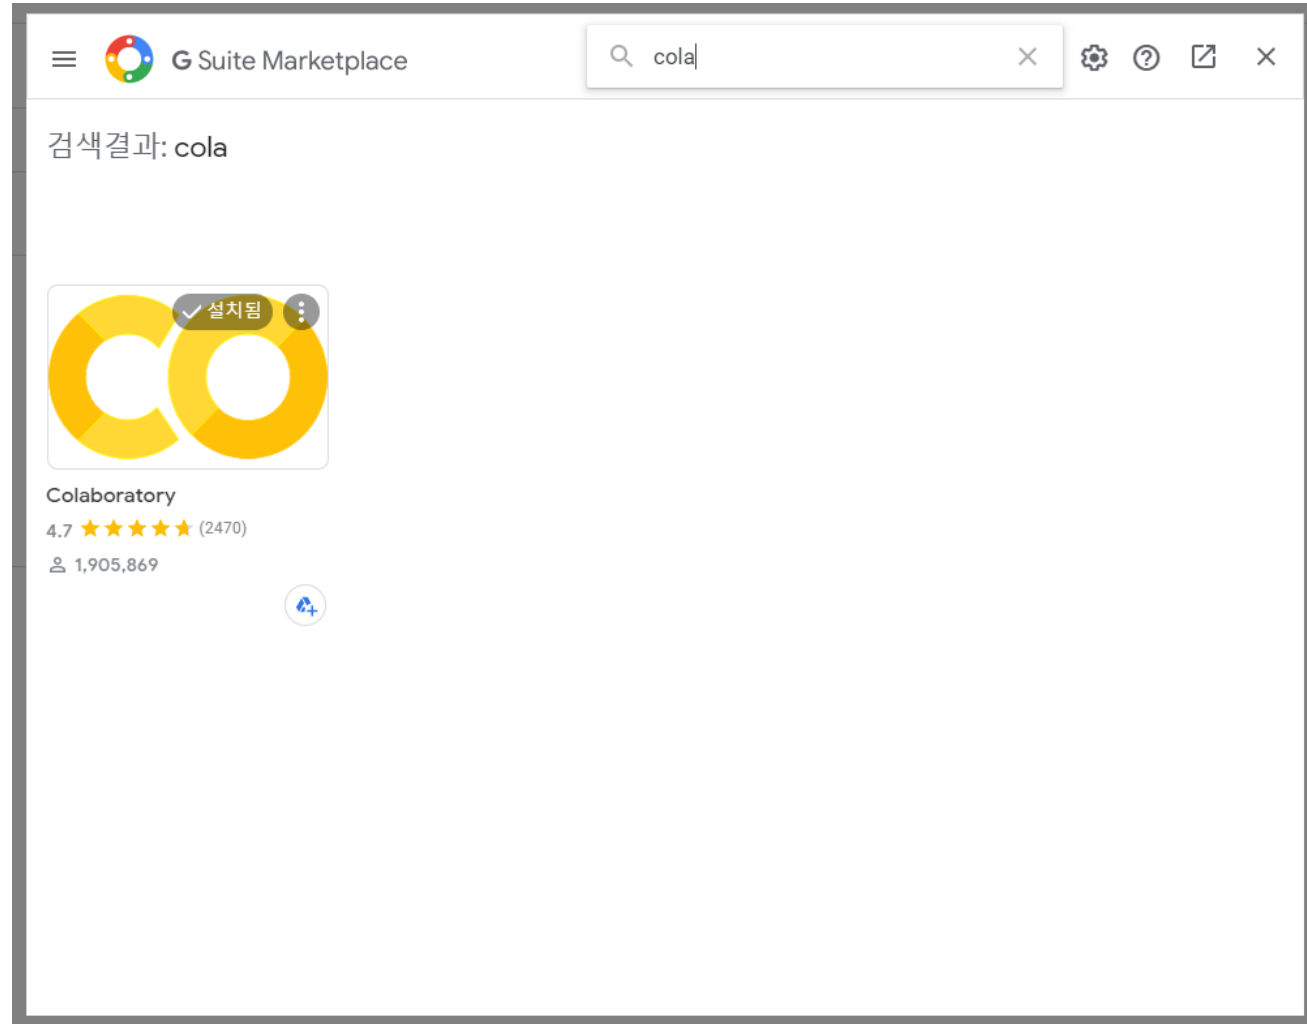 G Suite Marketplace
cola
검색결과: cola
설치됨
Colaboratory
4.7 (2470)
1,905,869